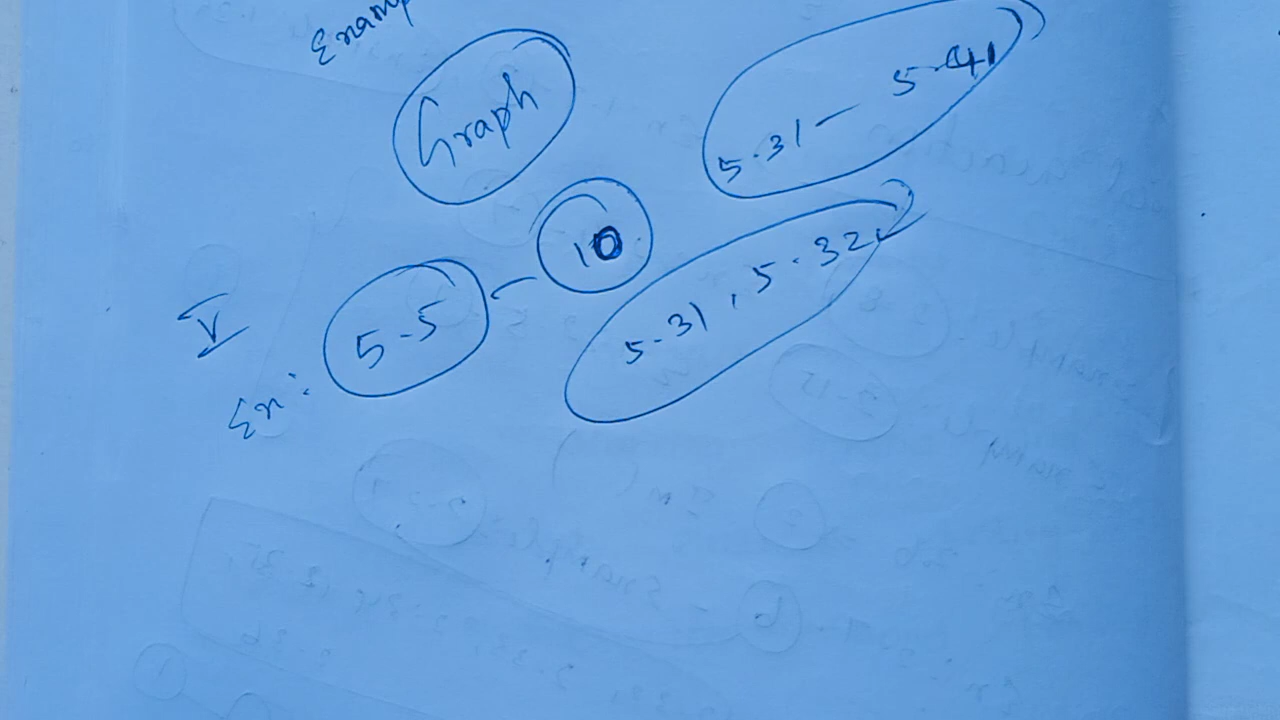 Examp
Graph 5.31 – 5.41
V
Ex: 5.5 – 10 5.31, 5.32